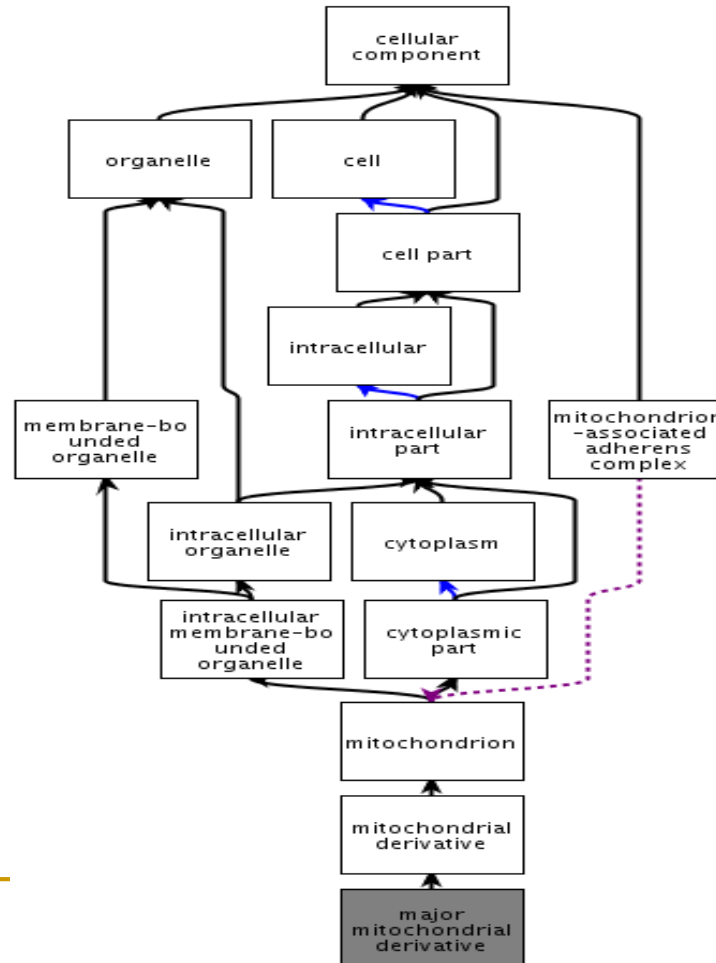 cellular
component
organelle
cell
cell part
intracellular
membrane-bo
unded
organelle
intracellular
part
mitochondrion
-associated
adherens
complex
intracellular
organelle
cytoplasm
intracellular
membrane-bo
unded
organelle
cytoplasmic
part
mitochondrion
mitochondrial
derivative
major
mitochondrial
derivative